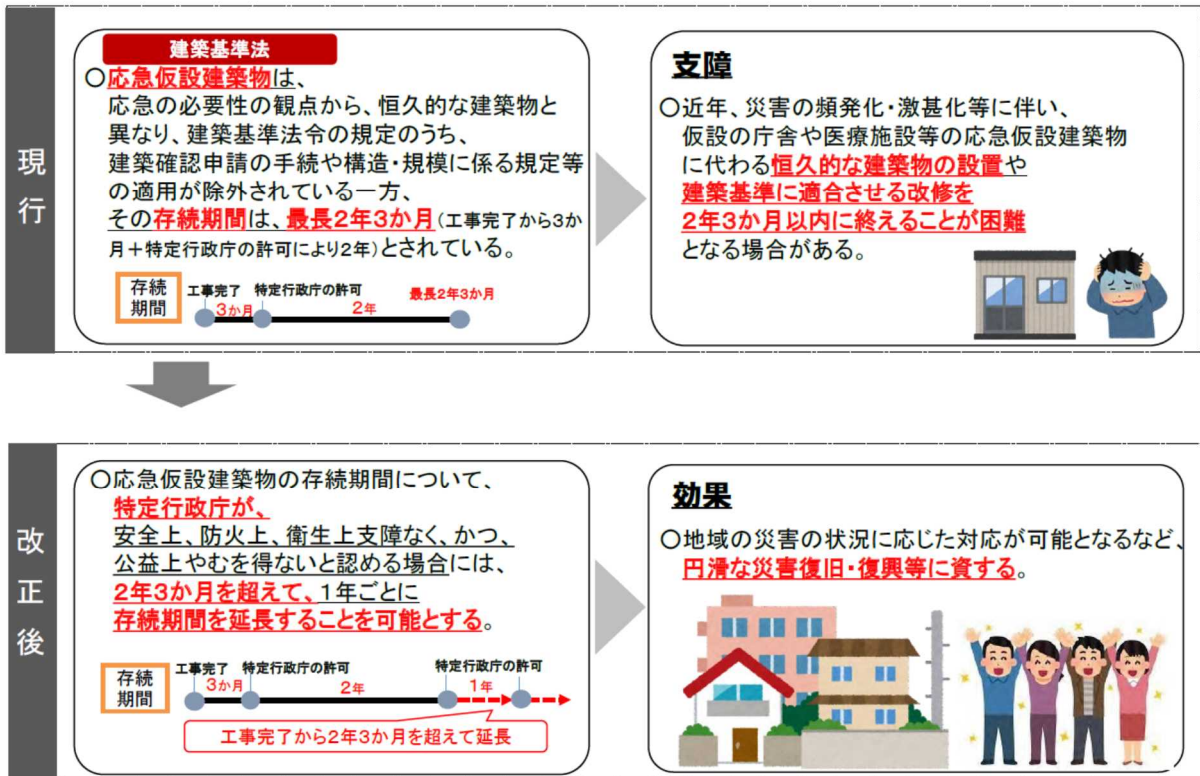 現行
建築基準法
○応急仮設建築物は、
応急の必要性の観点から、恒久的な建築物と
異なり、建築基準法令の規定のうち、
建築確認申請の手続や構造・規模に係る規定等
の適用が除外されている一方、
その存続期間は、最長2年3か月(工事完了から3か
月+特定行政庁の許可により2年)とされている。
存続
期間
工事完了 特定行政庁の許可 最長2年3か月
3か月 2年
支障
○近年、災害の頻発化・激甚化等に伴い、
仮設の庁舎や医療施設等の応急仮設建築物
に代わる恒久的な建築物の設置や
建築基準に適合させる改修を
2年3か月以内に終えることが困難
となる場合がある。
改正後
○応急仮設建築物の存続期間について、
特定行政庁が、
安全上、防火上、衛生上支障なく、かつ、
公益上やむを得ないと認める場合には、
2年3か月を超えて、1年ごとに
存続期間を延長することを可能とする。
存続
期間
工事完了 特定行政庁の許可 特定行政庁の許可
3か月 2年 1年
工事完了から2年3か月を超えて延長
効果
○地域の災害の状況に応じた対応が可能となるなど、
円滑な災害復旧・復興等に資する。